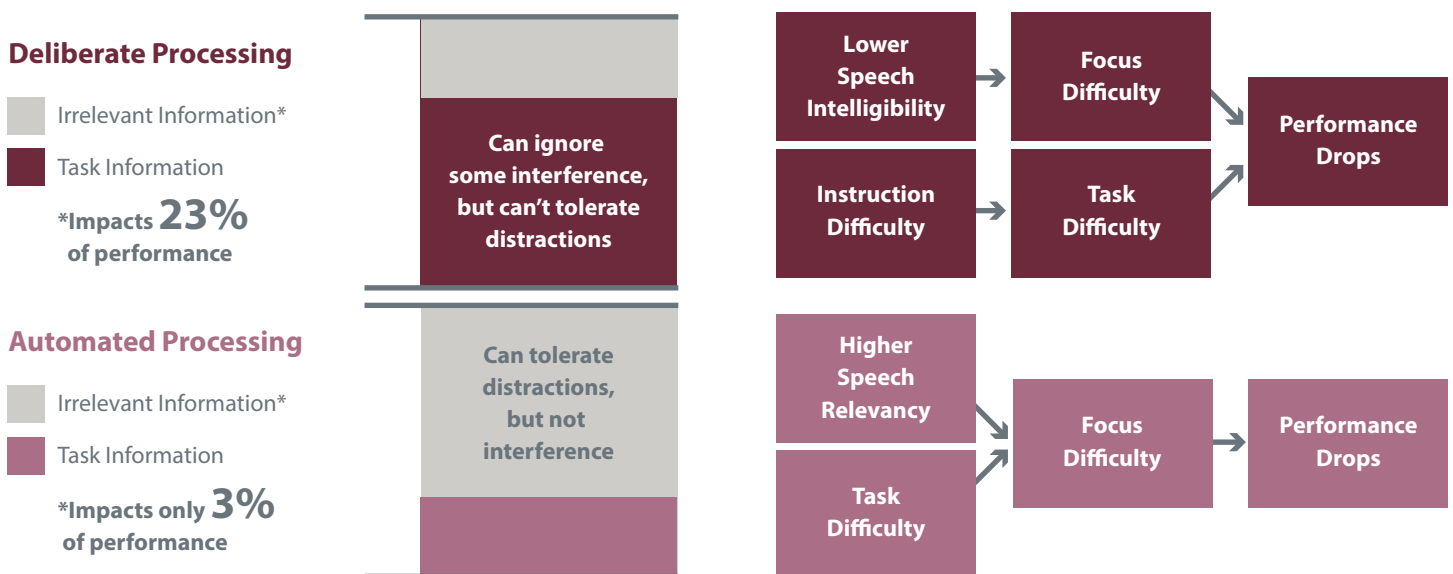 Deliberate Processing
Irrelevant Information*
Task Information
*Impacts 23%
of performance
Can ignore
some interference,
but can't tolerate
distractions
Lower
Speech
Intelligibility
Focus
Difficulty
Instruction
Difficulty
Task
Difficulty
Performance
Drops
Automated Processing
Irrelevant Information*
Task Information
*Impacts only 3%
of performance
Can tolerate
distractions,
but not
interference
Higher
Speech
Relevancy
Task
Difficulty
Focus
Difficulty
Performance
Drops